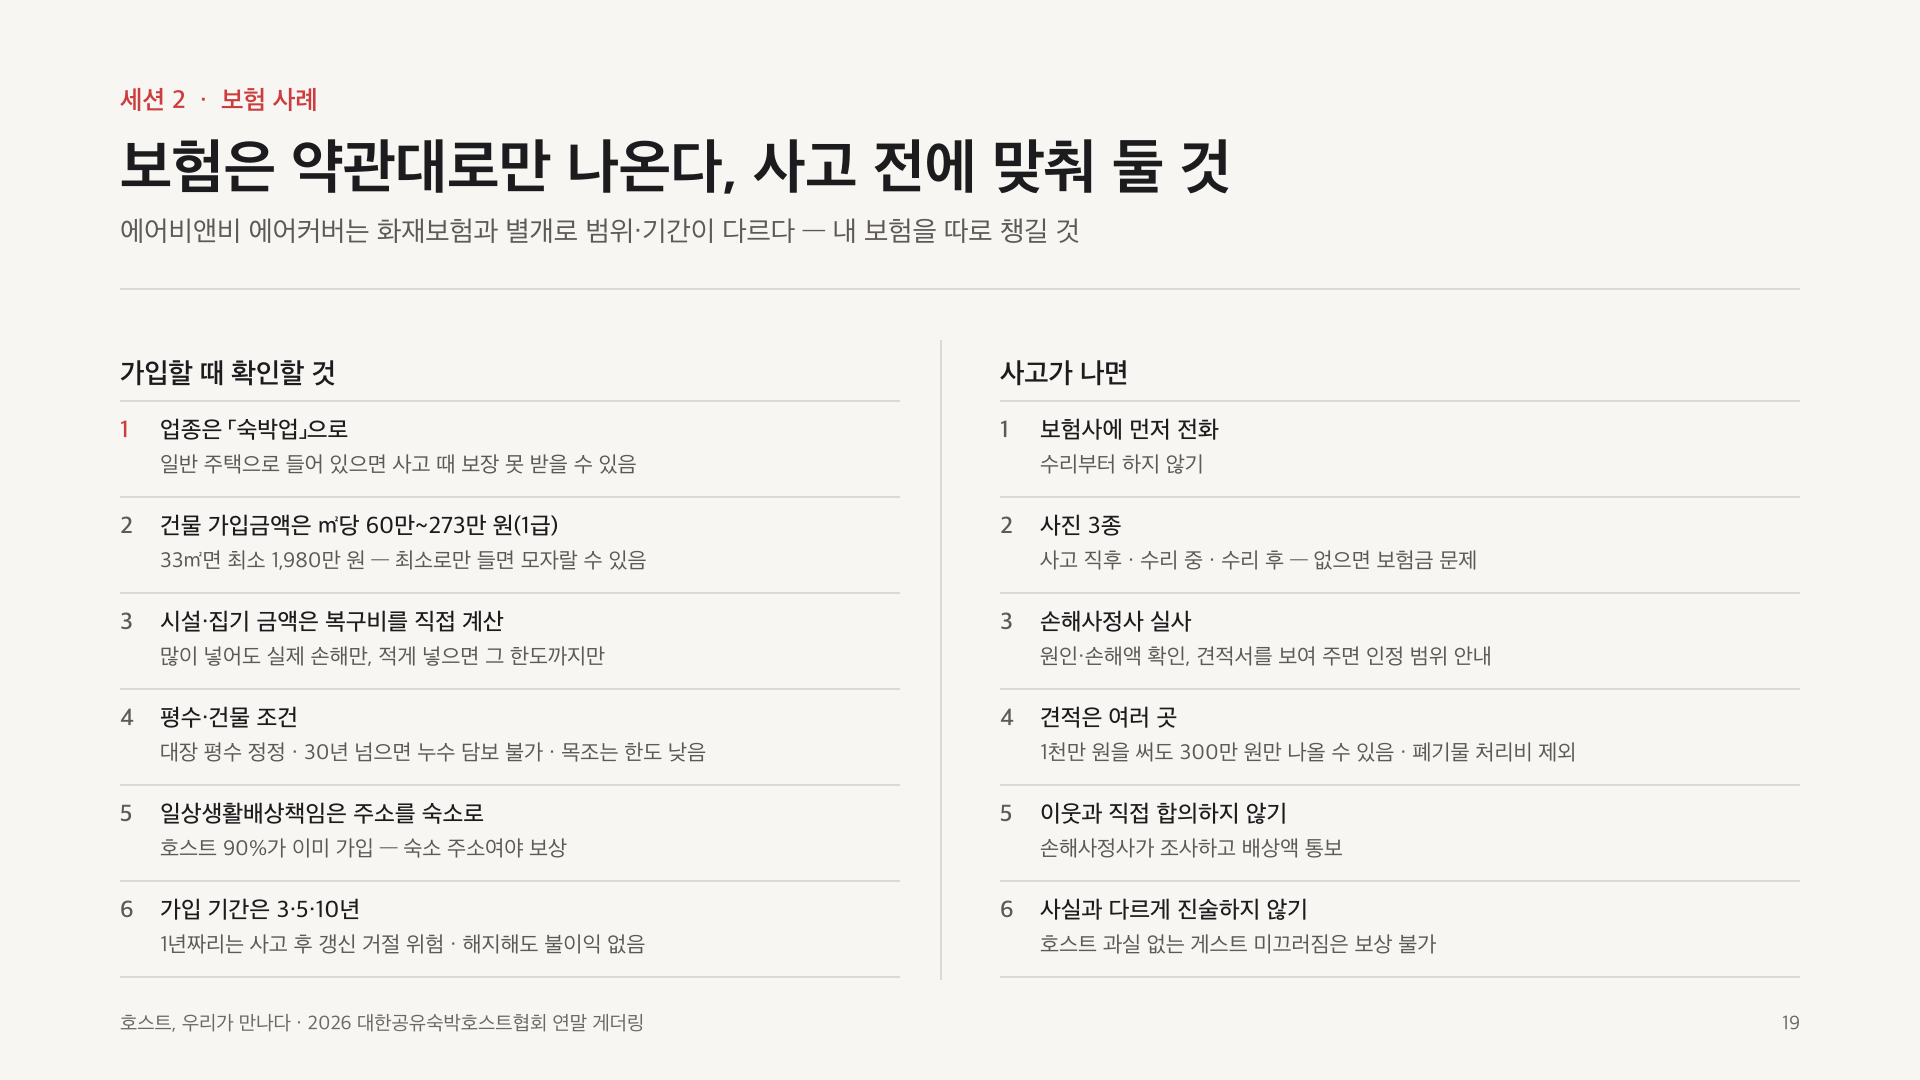 세션 2 · 보험 사례
보험은 약관대로만 나온다, 사고 전에 맞춰 둘 것
에어비앤비 에어커버는 화재보험과 별개로 범위·기간이 다르다 — 내 보험을 따로 챙길 것
가입할 때 확인할 것
1 업종은 「숙박업」으로
일반 주택으로 들어 있으면 사고 때 보장 못 받을 수 있음
2 건물 가입금액은 ㎡당 60만~273만 원(1급)
33㎡면 최소 1,980만 원 — 최소로만 들면 모자랄 수 있음
3 시설·집기 금액은 복구비를 직접 계산
많이 넣어도 실제 손해만, 적게 넣으면 그 한도까지만
4 평수·건물 조건
대장 평수 정정 · 30년 넘으면 누수 담보 불가 · 목조는 한도 낮음
5 일상생활배상책임은 주소를 숙소로
호스트 90%가 이미 가입 — 숙소 주소여야 보상
6 가입 기간은 3·5·10년
1년짜리는 사고 후 갱신 거절 위험 · 해지해도 불이익 없음
사고가 나면
1 보험사에 먼저 전화
수리부터 하지 않기
2 사진 3종
사고 직후 · 수리 중 · 수리 후 — 없으면 보험금 문제
3 손해사정사 실사
원인·손해액 확인, 견적서를 보여 주면 인정 범위 안내
4 견적은 여러 곳
1천만 원을 써도 300만 원만 나올 수 있음 · 폐기물 처리비 제외
5 이웃과 직접 합의하지 않기
손해사정사가 조사하고 배상액 통보
6 사실과 다르게 진술하지 않기
호스트 과실 없는 게스트 미끄러짐은 보상 불가
호스트, 우리가 만나다 · 2026 대한공유숙박호스트협회 연말 게더링
19